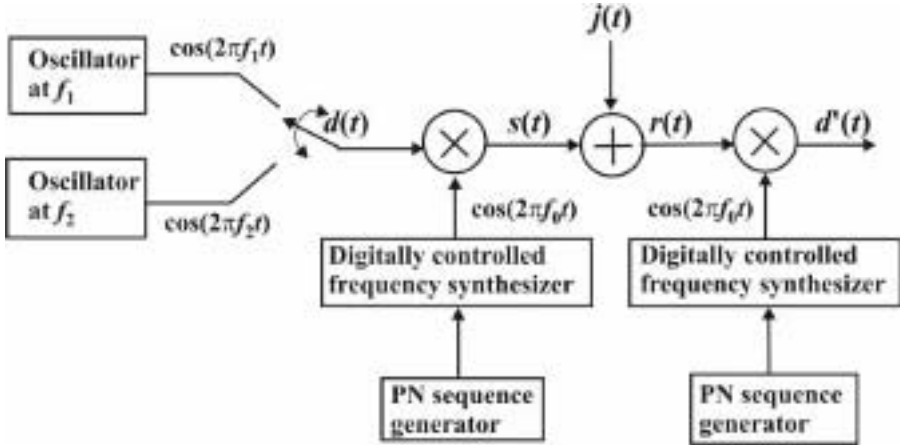 j(t)
cos(2πf₁t)
Oscillator
at f₁
d(t)
s(t)
r(t)
d'(t)
Oscillator
at f₂
cos(2πf₂t)
cos(2πf₀t)
cos(2πf₀t)
Digitally controlled
frequency synthesizer
Digitally controlled
frequency synthesizer
PN sequence
generator
PN sequence
generator